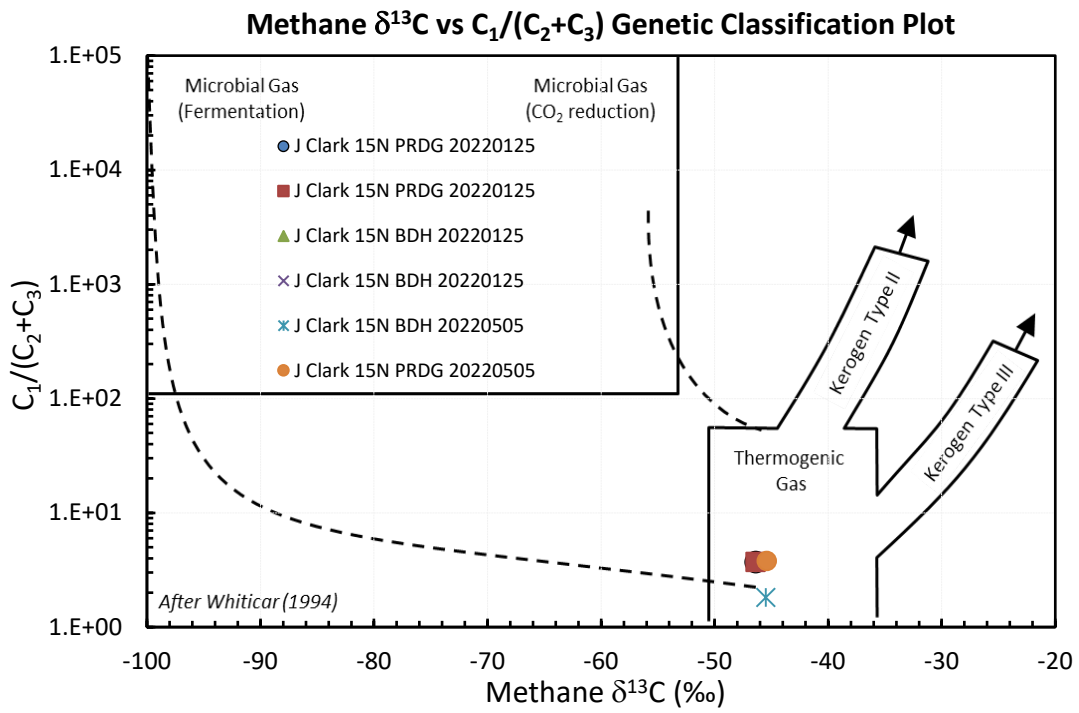 Methane δ¹³C vs C₁/(C₂+C₃) Genetic Classification Plot
C₁/(C₂+C₃)
1.E+05
1.E+04
1.E+03
1.E+02
1.E+01
1.E+00
Microbial Gas
(Fermentation)
Microbial Gas
(CO₂ reduction)
J Clark 15N PRDG 20220125
J Clark 15N PRDG 20220125
J Clark 15N BDH 20220125
J Clark 15N BDH 20220125
J Clark 15N BDH 20220505
J Clark 15N PRDG 20220505
Kerogen Type II
Kerogen Type III
Thermogenic
Gas
After Whiticar (1994)
-100 -90 -80 -70 -60 -50 -40 -30 -20
Methane δ¹³C (‰)